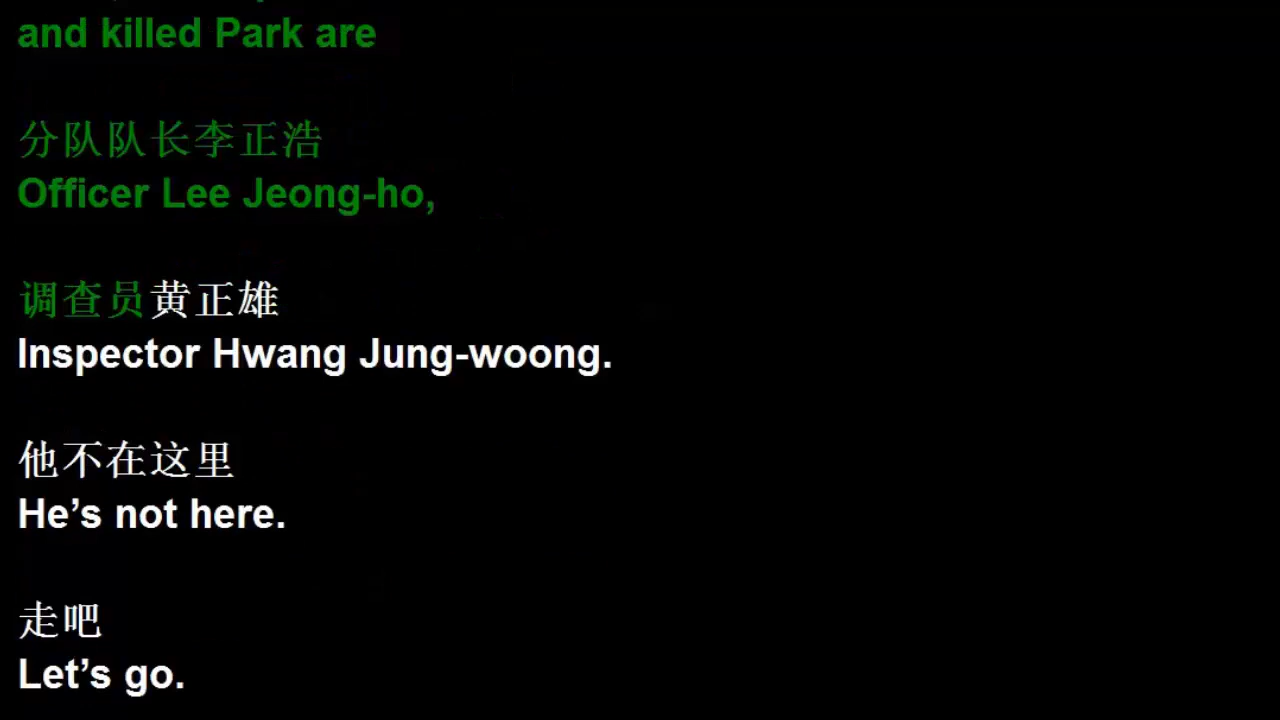 and killed Park are
分队队长李正浩
Officer Lee Jeong-ho,
调查员黄正雄
Inspector Hwang Jung-woong.
他不在这里
He’s not here.
走吧
Let’s go.